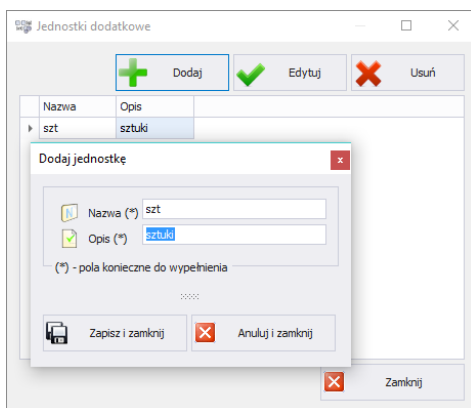 Jednostki dodatkowe
Dodaj Edytuj Usuń
Nazwa Opis
szt sztuki
Dodaj jednostkę
Nazwa (*) szt
Opis (*) sztuki
(*) - pola konieczne do wypełnienia
Zapisz i zamknij Anuluj i zamknij
Zamknij